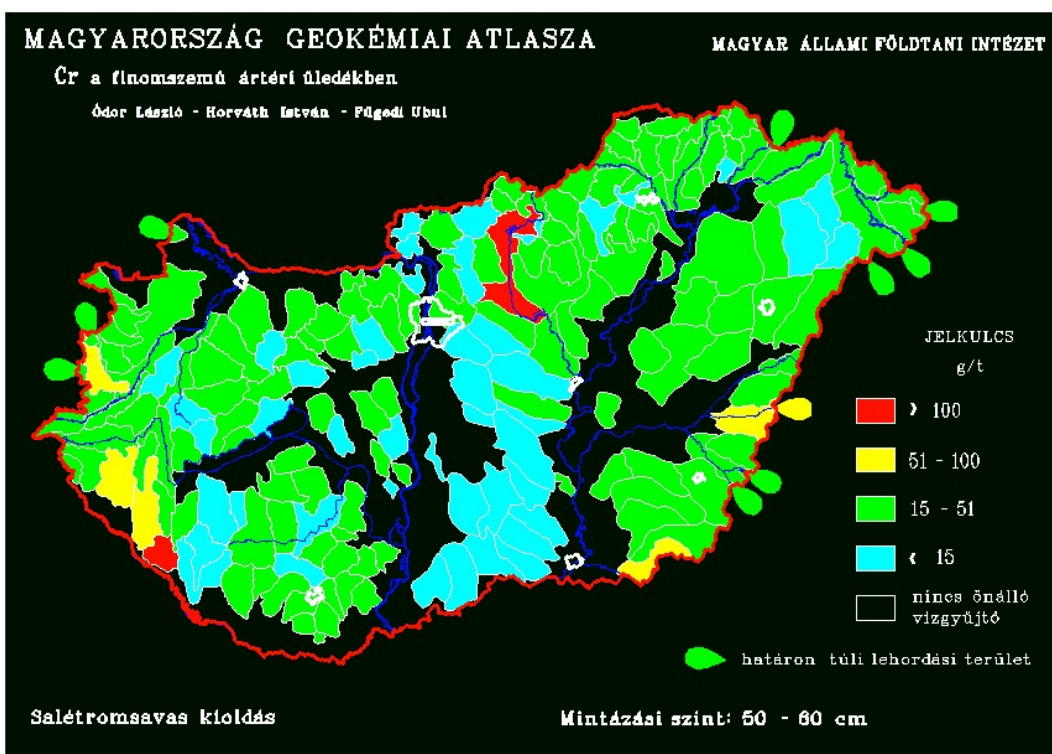 MAGYARORSZÁG GEOKÉMIAI ATLASZA
MAGYAR ÁLLAMI FÖLDTANI INTÉZET
Cr a finomszemű ártéri üledékben
Ódor László - Horváth István - Fügedi Ubul
JELKULCS
g/t
> 100
51 - 100
15 - 51
< 15
nincs önálló
vízgyűjtő
határon túli lehordási terület
Salétromsavas kioldás
Mintázási szint: 50 - 60 cm